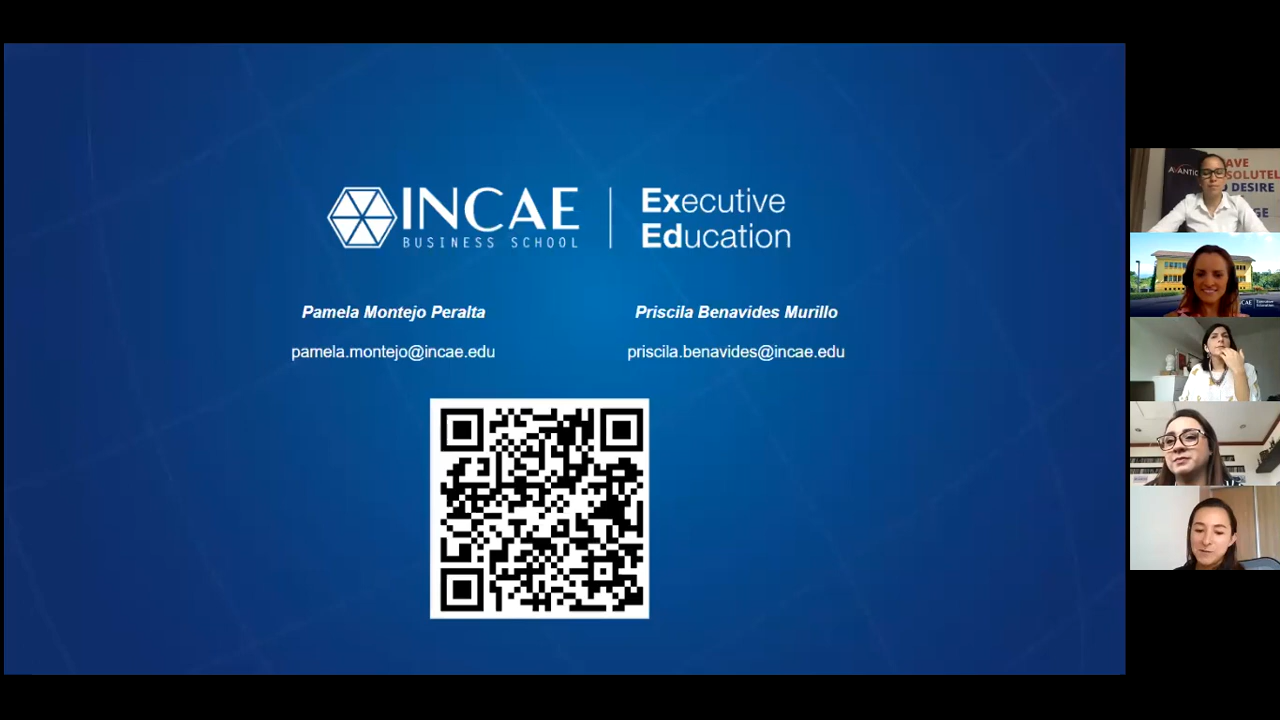 INCAE
BUSINESS SCHOOL
Executive
Education
Pamela Montejo Peralta
Priscila Benavides Murillo
pamela.montejo@incae.edu
priscila.benavides@incae.edu
DESIRE